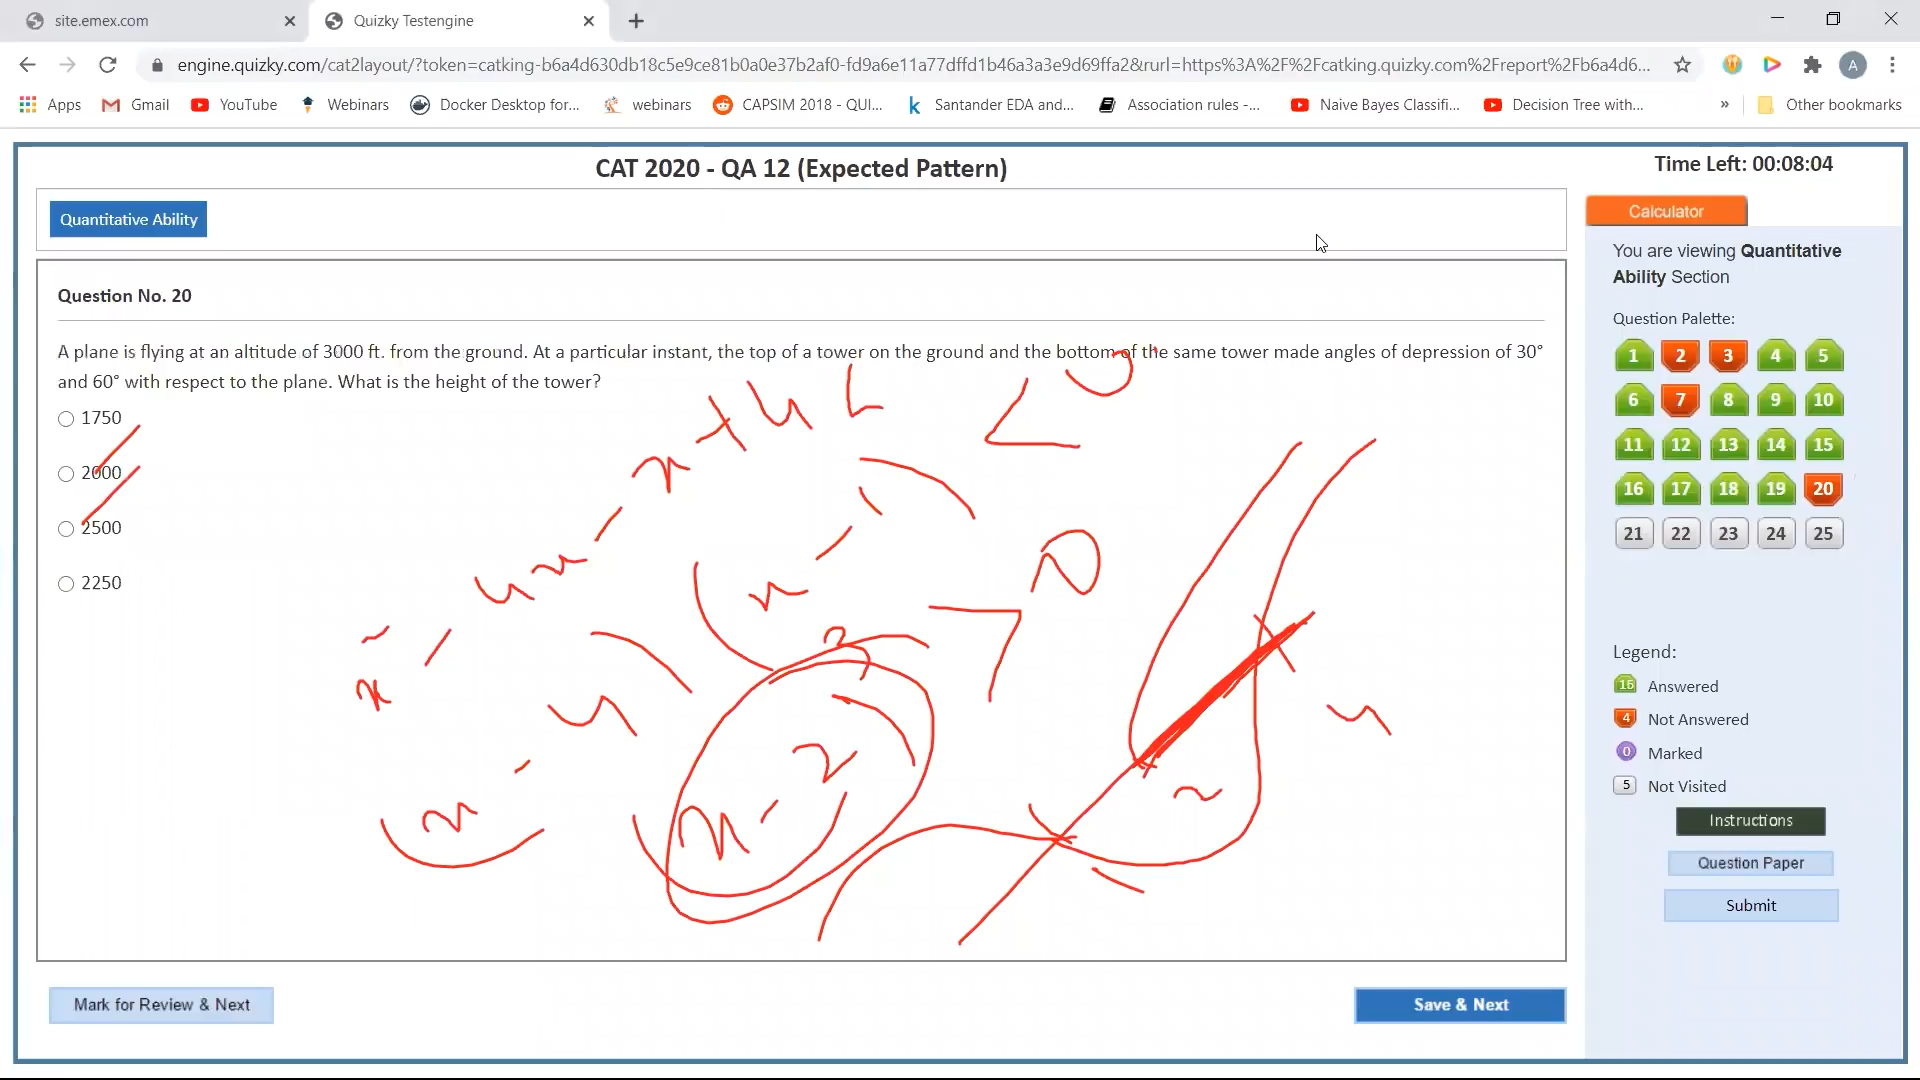 site.emex.com
Quizky Testengine
engine.quizky.com/cat2layout/?token=catking-b6a4d630db18c5e9ce81b0a0e37b2af0-fd9a6e11a77dffd1b46a3a3e9d69ffa2&rurl=https%3A%2F%2Fcatking.quizky.com%2Freport%2Fb6a4d6...
A
Apps Gmail YouTube Webinars Docker Desktop for... webinars CAPSIM 2018 - QUI... Santander EDA and... Association rules -... Naive Bayes Classifi... Decision Tree with... » Other bookmarks
CAT 2020 - QA 12 (Expected Pattern)
Time Left: 00:08:04
Quantitative Ability
Calculator
You are viewing Quantitative
Ability Section
Question No. 20
Question Palette:
A plane is flying at an altitude of 3000 ft. from the ground. At a particular instant, the top of a tower on the ground and the bottom of the same tower made angles of depression of 30°
and 60° with respect to the plane. What is the height of the tower?
1750
2000
2500
2250
1 2 3 4 5
6 7 8 9 10
11 12 13 14 15
16 17 18 19 20
21 22 23 24 25
Legend:
15 Answered
4 Not Answered
0 Marked
5 Not Visited
Instructions
Question Paper
Submit
Mark for Review & Next
Save & Next